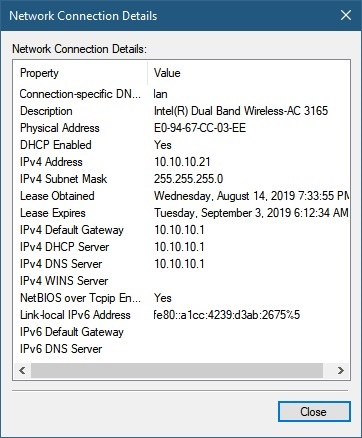 Network Connection Details
Network Connection Details:
Property Value
Connection-specific DN... lan
Description Intel(R) Dual Band Wireless-AC 3165
Physical Address E0-94-67-CC-03-EE
DHCP Enabled Yes
IPv4 Address 10.10.10.21
IPv4 Subnet Mask 255.255.255.0
Lease Obtained Wednesday, August 14, 2019 7:33:55 PM
Lease Expires Tuesday, September 3, 2019 6:12:34 AM
IPv4 Default Gateway 10.10.10.1
IPv4 DHCP Server 10.10.10.1
IPv4 DNS Server 10.10.10.1
IPv4 WINS Server
NetBIOS over Tcpip En... Yes
Link-local IPv6 Address fe80::a1cc:4239:d3ab:2675%5
IPv6 Default Gateway
IPv6 DNS Server
Close